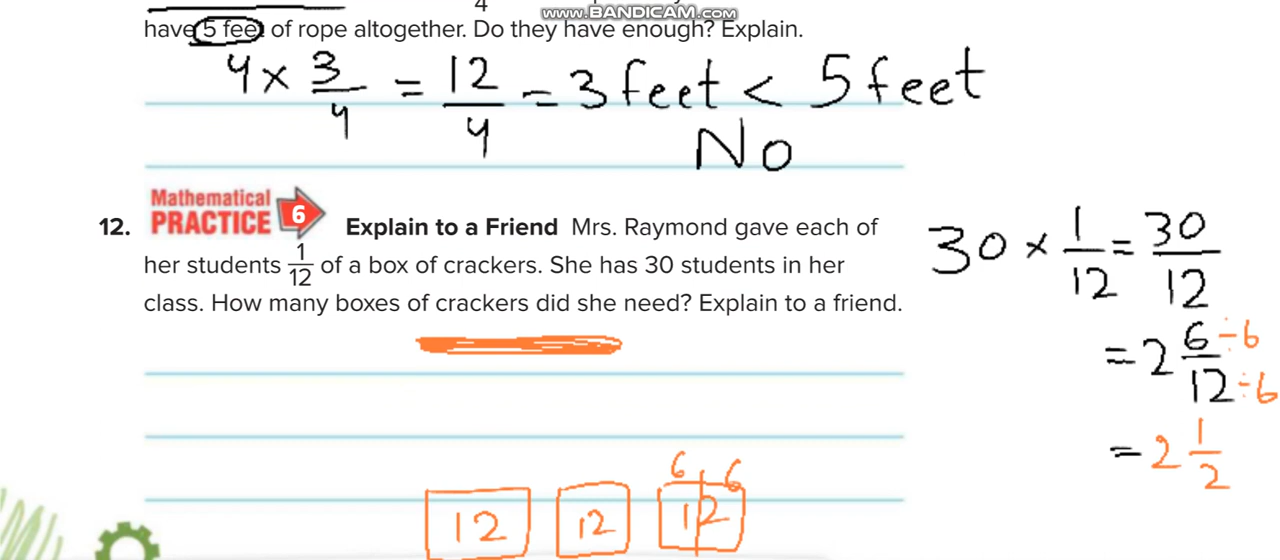 4
www.BANDICAM.com
have 5 feet of rope altogether. Do they have enough? Explain.
4 × 3/4 = 12/4 = 3 feet < 5 feet
No
Mathematical
PRACTICE 6
12. Explain to a Friend Mrs. Raymond gave each of
her students 1/12 of a box of crackers. She has 30 students in her
class. How many boxes of crackers did she need? Explain to a friend.
30 × 1/12 = 30/12
= 2 6/12 ÷6 ÷6
= 2 1/2
6 6
12 12 12